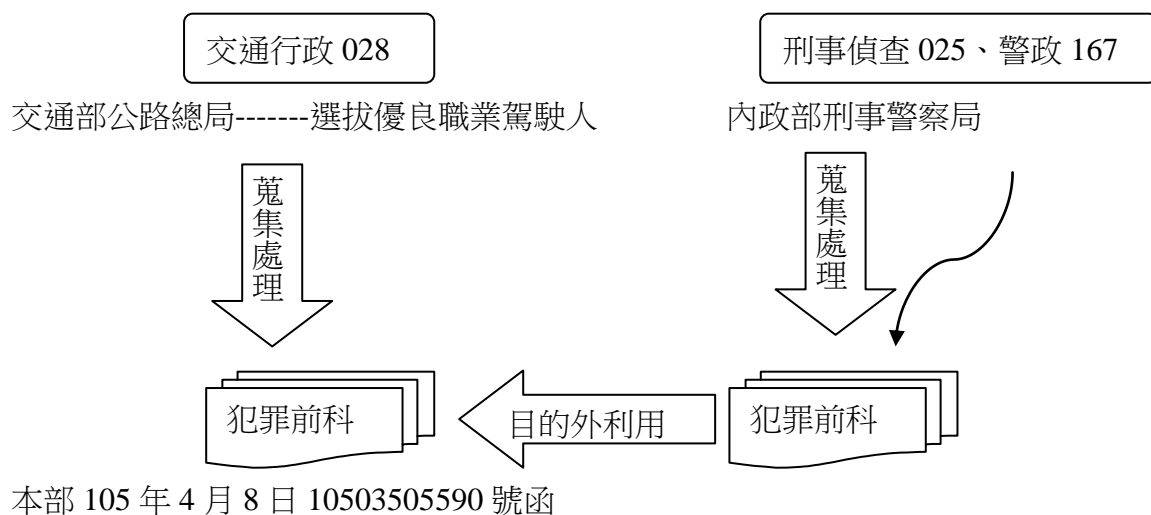 交通行政 028
刑事偵查 025、警政 167
交通部公路總局-------選拔優良職業駕駛人
內政部刑事警察局
蒐集處理
蒐集處理
犯罪前科
目的外利用
犯罪前科
本部 105 年 4 月 8 日 10503505590 號函